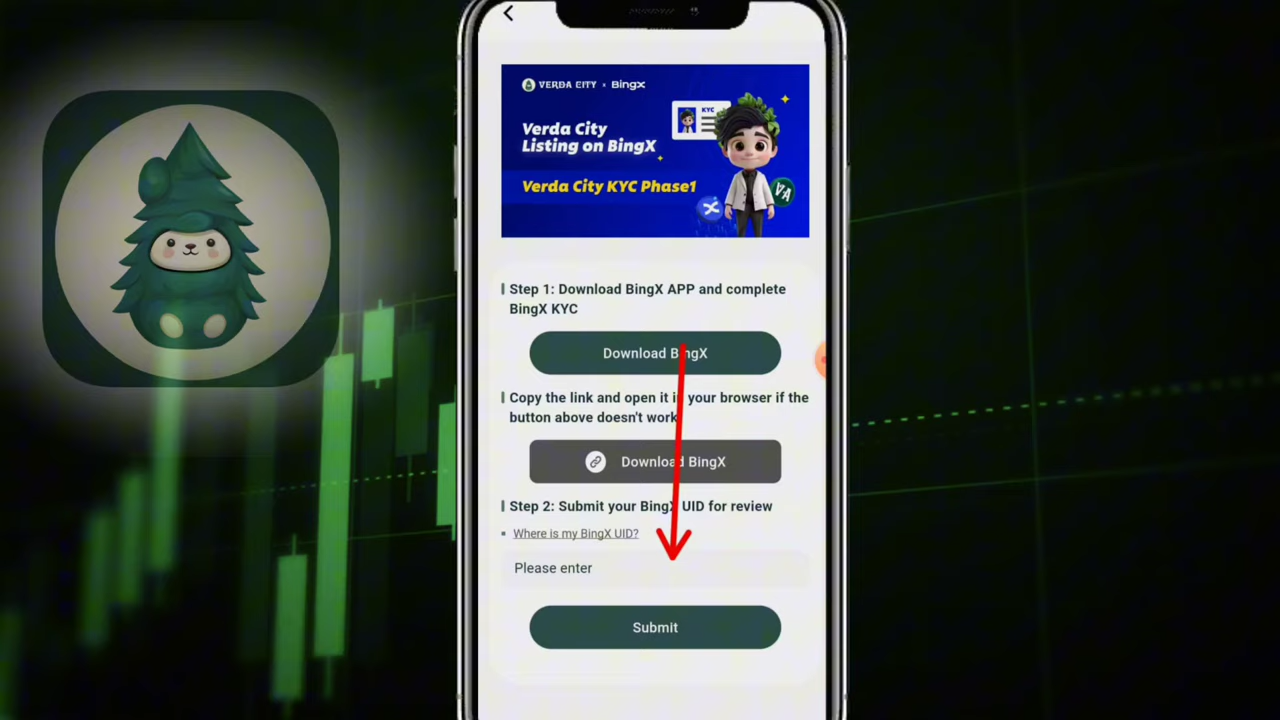 VERDA CITY x BingX
KYC
Verda City
Listing on BingX
Verda City KYC Phase1
VA
Step 1: Download BingX APP and complete
BingX KYC
Download BingX
Copy the link and open it in your browser if the
button above doesn't work
Download BingX
Step 2: Submit your BingX UID for review
Where is my BingX UID?
Please enter
Submit